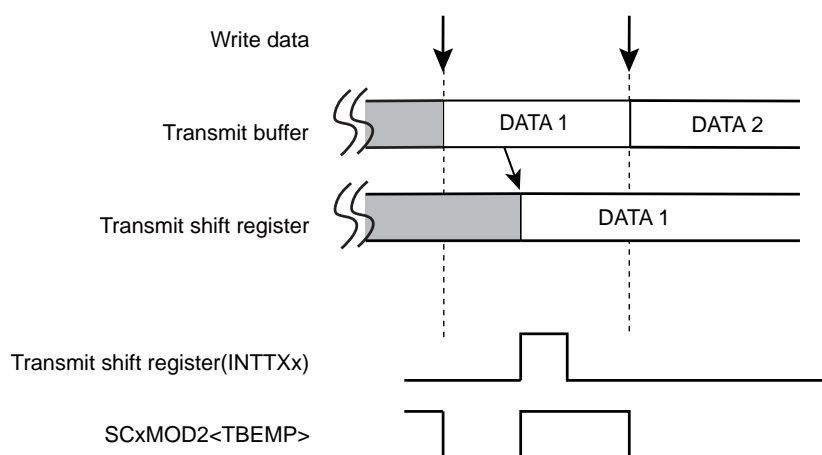 Write data
Transmit buffer
DATA 1
DATA 2
Transmit shift register
DATA 1
Transmit shift register(INTTXx)
SCxMOD2<TBEMP>